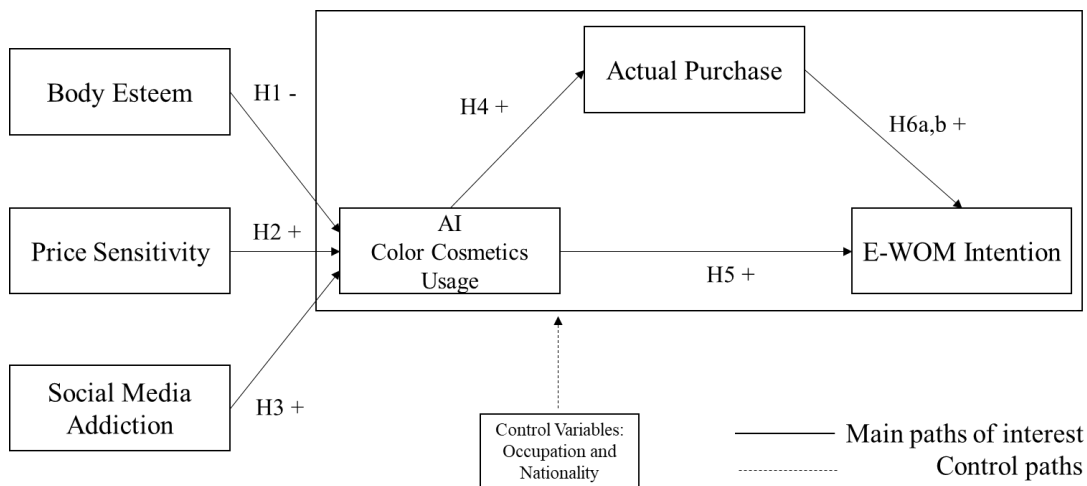 Body Esteem
H1 -
Price Sensitivity
H2 +
Social Media
Addiction
H3 +
AI
Color Cosmetics
Usage
H4 +
Actual Purchase
H6a,b +
H5 +
E-WOM Intention
Control Variables:
Occupation and
Nationality
Main paths of interest
Control paths